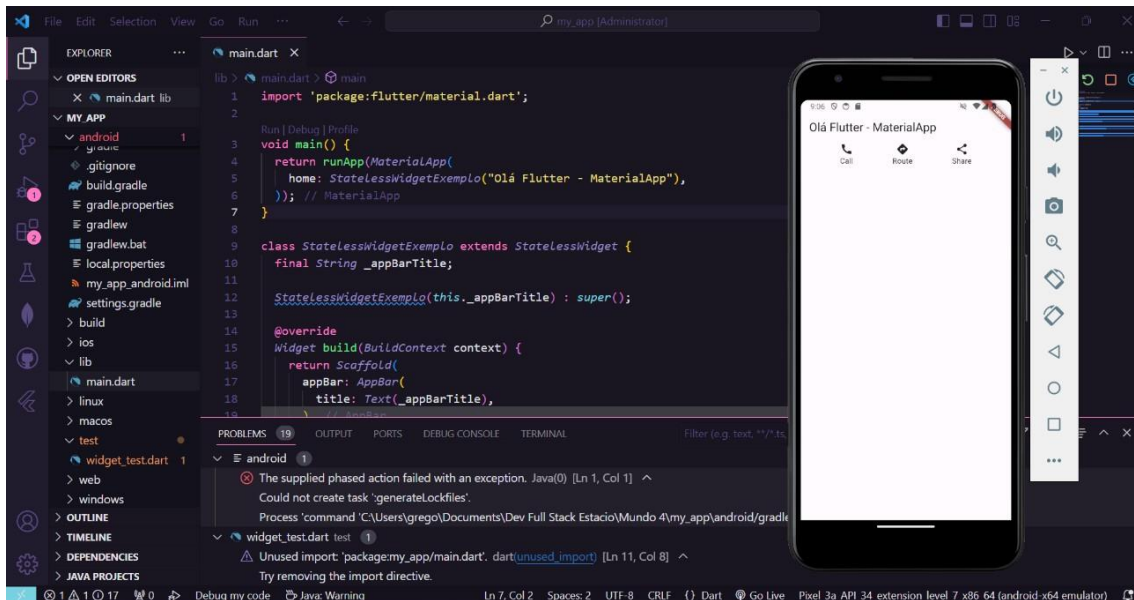 File Edit Selection View Go Run ··· my_app [Administrator]
EXPLORER ···
OPEN EDITORS
main.dart lib
MY_APP
android 1
gradle
.gitignore
build.gradle
gradle.properties
gradlew
gradlew.bat
local.properties
my_app_android.iml
settings.gradle
build
ios
lib
main.dart
linux
macos
test
widget_test.dart 1
web
windows
OUTLINE
TIMELINE
DEPENDENCIES
JAVA PROJECTS
1
2
main.dart
lib > main.dart > main
1 import 'package:flutter/material.dart';
2
Run | Debug | Profile
3 void main() {
4 return runApp(MaterialApp(
5 home: StatelessWidgetExemplo("Olá Flutter - MaterialApp"),
6 )); // MaterialApp
7 }
8
9 class StatelessWidgetExemplo extends StatelessWidget {
10 final String _appBarTitle;
11
12 StatelessWidgetExemplo(this._appBarTitle) : super();
13
14 @override
15 Widget build(BuildContext context) {
16 return Scaffold(
17 appBar: AppBar(
18 title: Text(_appBarTitle),
19 ), // AppBar
PROBLEMS 19 OUTPUT PORTS DEBUG CONSOLE TERMINAL Filter (e.g. text, **/*.ts,
android 1
The supplied phased action failed with an exception. Java(0) [Ln 1, Col 1]
Could not create task ':generateLockfiles'.
Process 'command 'C:\Users\grego\Documents\Dev Full Stack Estacio\Mundo 4\my_app\android/gradle
widget_test.dart test 1
Unused import: 'package:my_app/main.dart'. dart(unused_import) [Ln 11, Col 8]
Try removing the import directive.
9:06
Olá Flutter - MaterialApp
Call Route Share
1 1 17 0 Debug my code Java: Warning Ln 7, Col 2 Spaces: 2 UTF-8 CRLF {} Dart Go Live Pixel 3a API 34 extension level 7 x86 64 (android-x64 emulator)